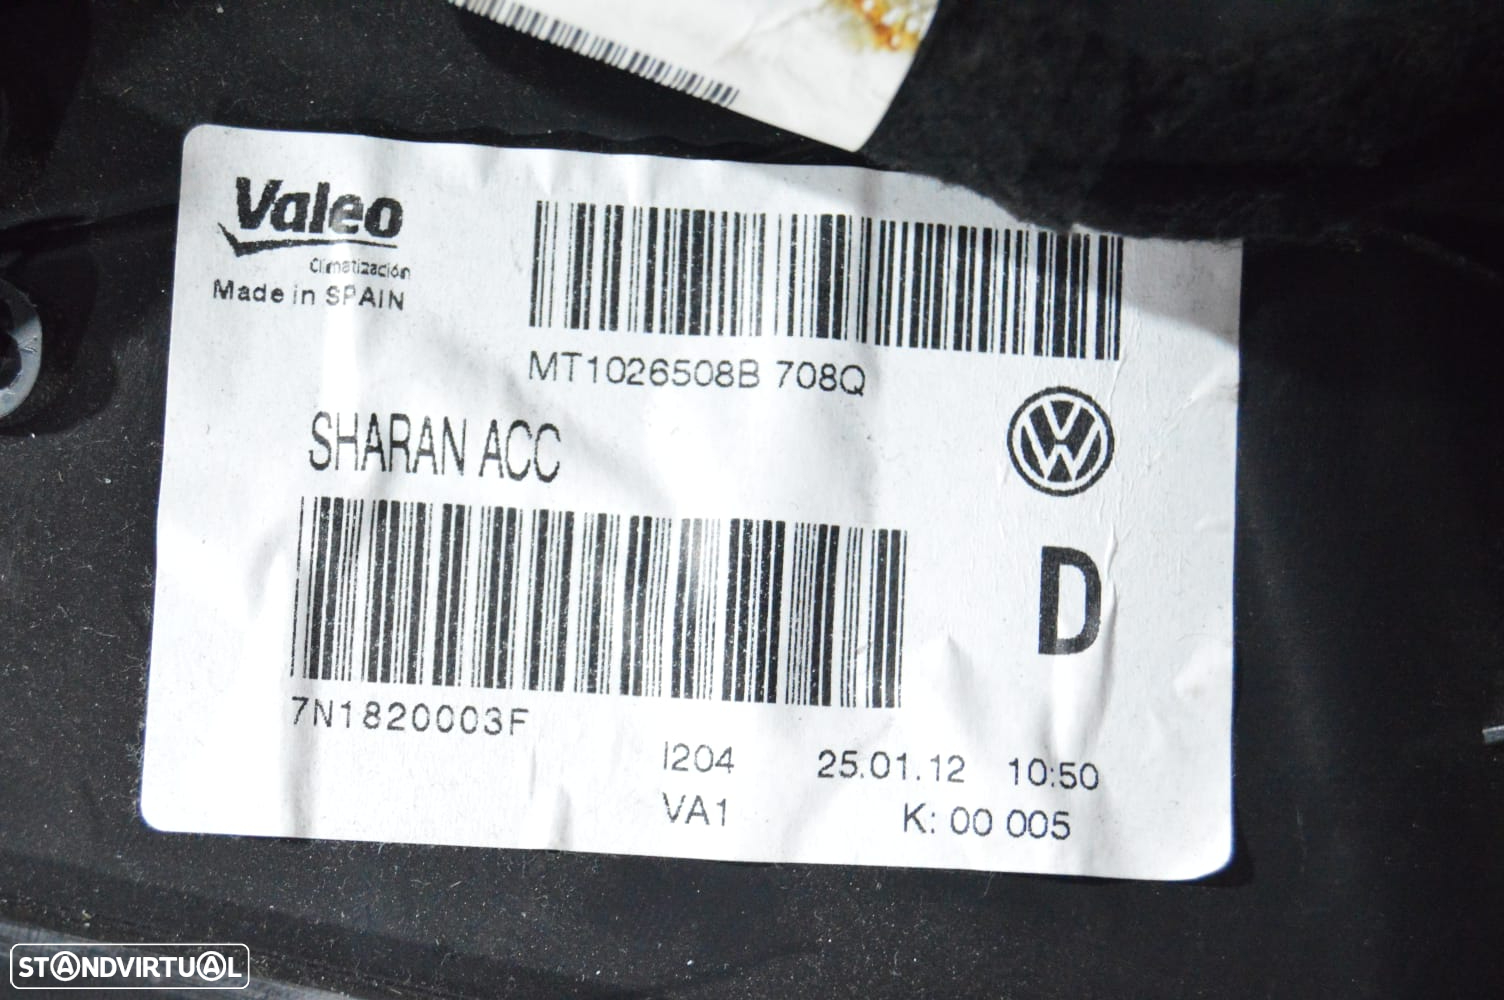 Valeo
Climatización
Made in SPAIN
MT1026508B 708Q
SHARAN ACC
D
7N1820003F
I204 25.01.12 10:50
VA1 K: 00 005
STANDVIRTUAL